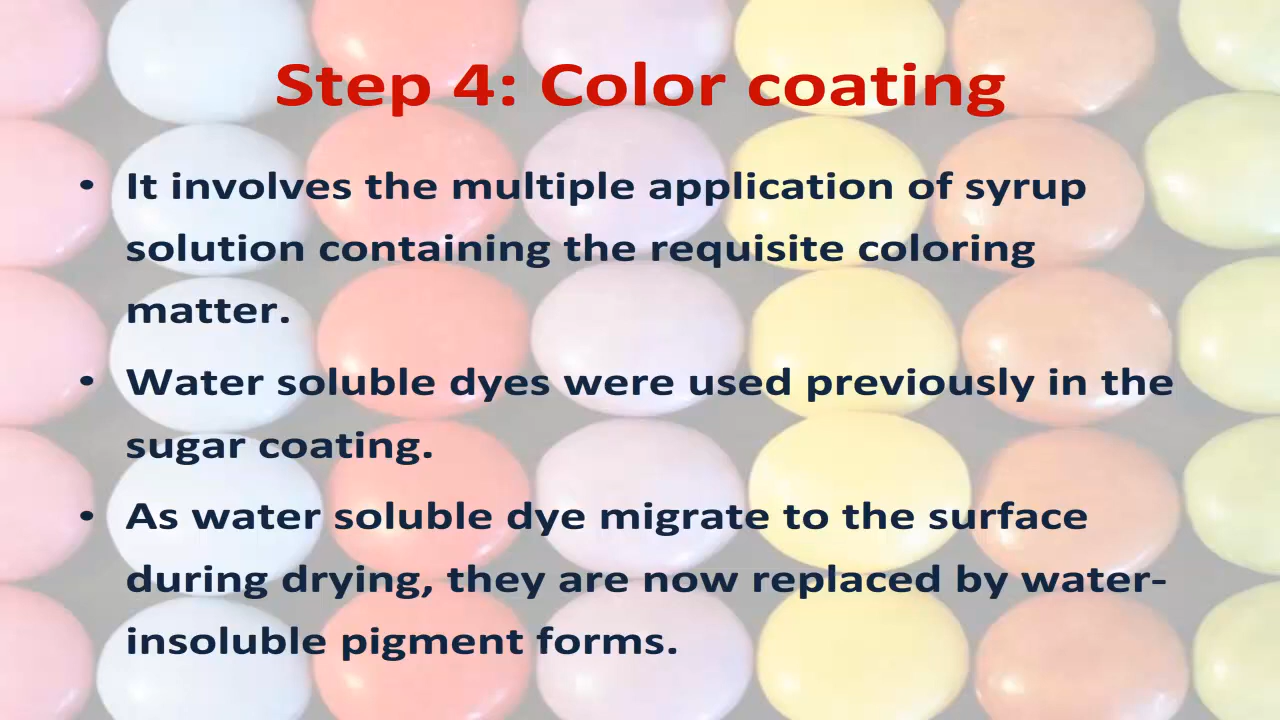 Step 4: Color coating
• It involves the multiple application of syrup
solution containing the requisite coloring
matter.
• Water soluble dyes were used previously in the
sugar coating.
• As water soluble dye migrate to the surface
during drying, they are now replaced by water-
insoluble pigment forms.